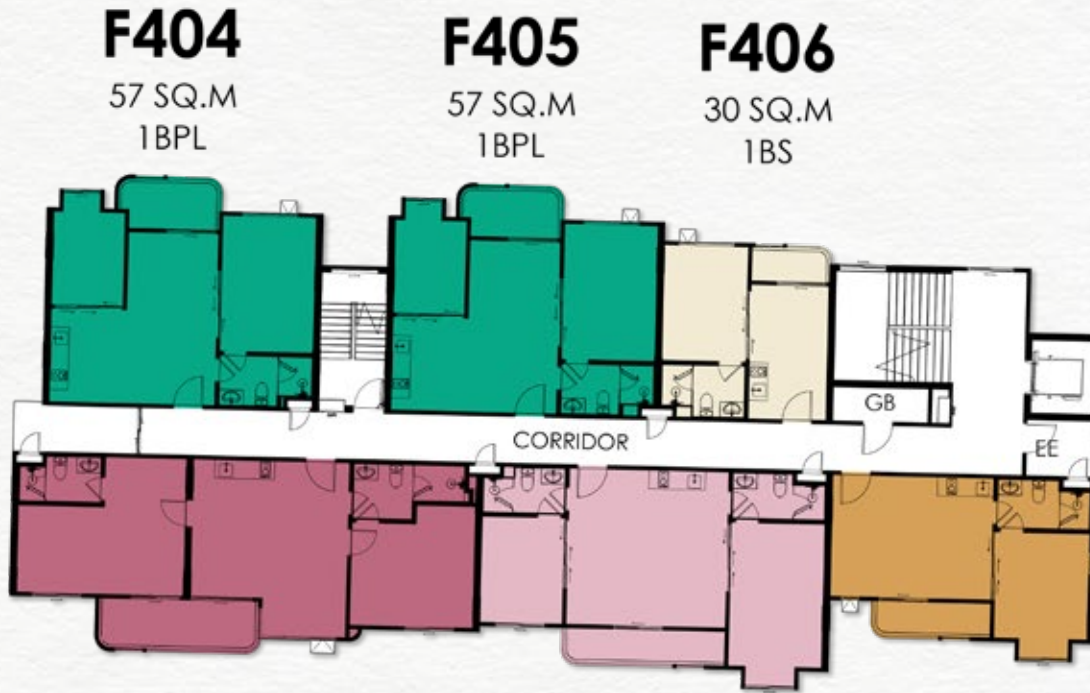 F404
57 SQ.M
1BPL
F405
57 SQ.M
1BPL
F406
30 SQ.M
1BS
GB
CORRIDOR
EE